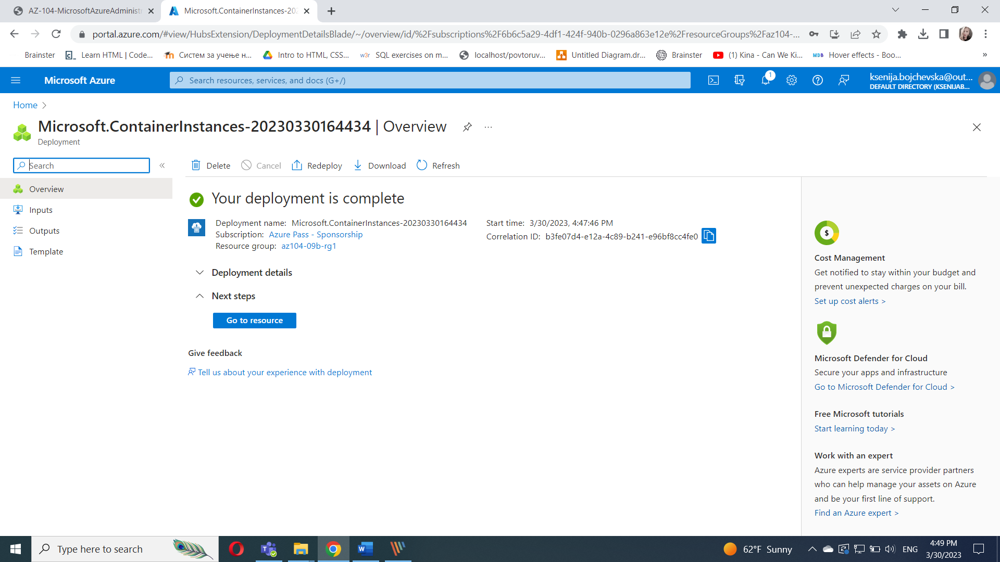 AZ-104-MicrosoftAzureAdministr
Microsoft.ContainerInstances-202
portal.azure.com/#view/HubsExtension/DeploymentDetailsBlade/~/overview/id/%2Fsubscriptions%2F6b6c5a29-4df1-424f-940b-0296a863e12e%2FresourceGroups%2Faz104-...
Brainster
Learn HTML | Code...
Систем за учење н...
Intro to HTML, CSS...
w3r SQL exercises on m...
localhost/povtoruv...
Untitled Diagram.dr...
Brainster
(1) Kina - Can We Ki...
MDB Hover effects - Boo...
»
Microsoft Azure
Search resources, services, and docs (G+/)
1
ksenija.bojchevska@out...
DEFAULT DIRECTORY (KSENIJAB...
Home
Microsoft.ContainerInstances-20230330164434 | Overview
...
Deployment
Search
«
Delete
Cancel
Redeploy
Download
Refresh
Overview
Inputs
Outputs
Template
Your deployment is complete
Deployment name: Microsoft.ContainerInstances-20230330164434
Subscription: Azure Pass - Sponsorship
Resource group: az104-09b-rg1
Start time: 3/30/2023, 4:47:46 PM
Correlation ID: b3fe07d4-e12a-4c89-b241-e96bf8cc4fe0
Deployment details
Next steps
Go to resource
Give feedback
Tell us about your experience with deployment
$
Cost Management
Get notified to stay within your budget and
prevent unexpected charges on your bill.
Set up cost alerts >
Microsoft Defender for Cloud
Secure your apps and infrastructure
Go to Microsoft Defender for Cloud >
Free Microsoft tutorials
Start learning today >
Work with an expert
Azure experts are service provider partners
who can help manage your assets on Azure
and be your first line of support.
Find an Azure expert >
Type here to search
62°F Sunny
ENG
4:49 PM
3/30/2023